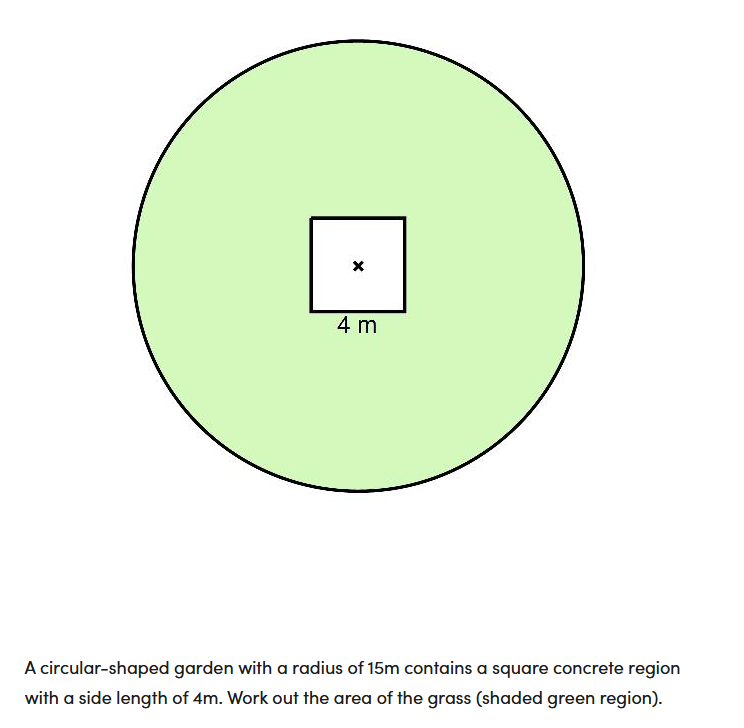 4 m
A circular-shaped garden with a radius of 15m contains a square concrete region
with a side length of 4m. Work out the area of the grass (shaded green region).